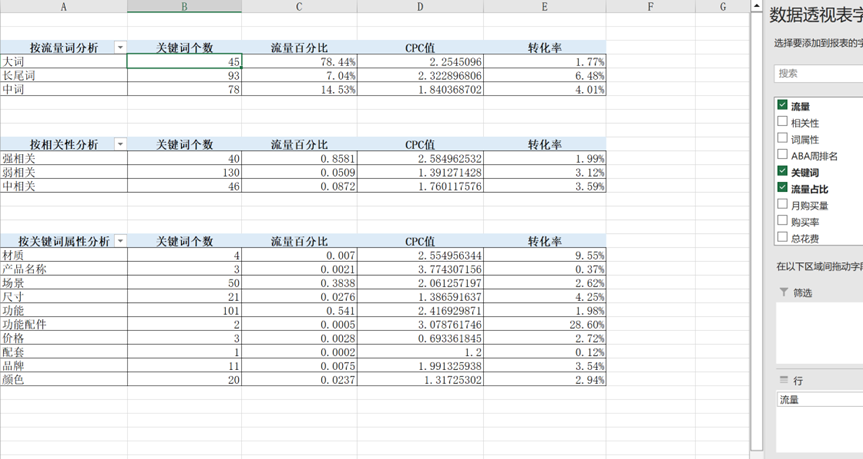 A B C D E F G
数据透视表字
选择要添加到报表的字
搜索
按流量词分析 关键词个数 流量百分比 CPC值 转化率
大词 45 78.44% 2.2545096 1.77%
长尾词 93 7.04% 2.322896806 6.48%
中词 78 14.53% 1.840368702 4.01%
按相关性分析 关键词个数 流量百分比 CPC值 转化率
强相关 40 0.8581 2.584962532 1.99%
弱相关 130 0.0509 1.391271428 3.12%
中相关 46 0.0872 1.760117576 3.59%
按关键词属性分析 关键词个数 流量百分比 CPC值 转化率
材质 4 0.007 2.554956344 9.55%
产品名称 3 0.0021 3.774307156 0.37%
场景 50 0.3838 2.061257197 2.62%
尺寸 21 0.0276 1.386591637 4.25%
功能 101 0.541 2.416929871 1.98%
功能配件 2 0.0005 3.078761746 28.60%
价格 3 0.0028 0.693361845 2.72%
配套 1 0.0002 1.2 0.12%
品牌 11 0.0075 1.991325938 3.54%
颜色 20 0.0237 1.31725302 2.94%
流量
相关性
词属性
ABA周排名
关键词
流量占比
月购买量
购买率
总花费
在以下区域间拖动字
筛选
行
流量